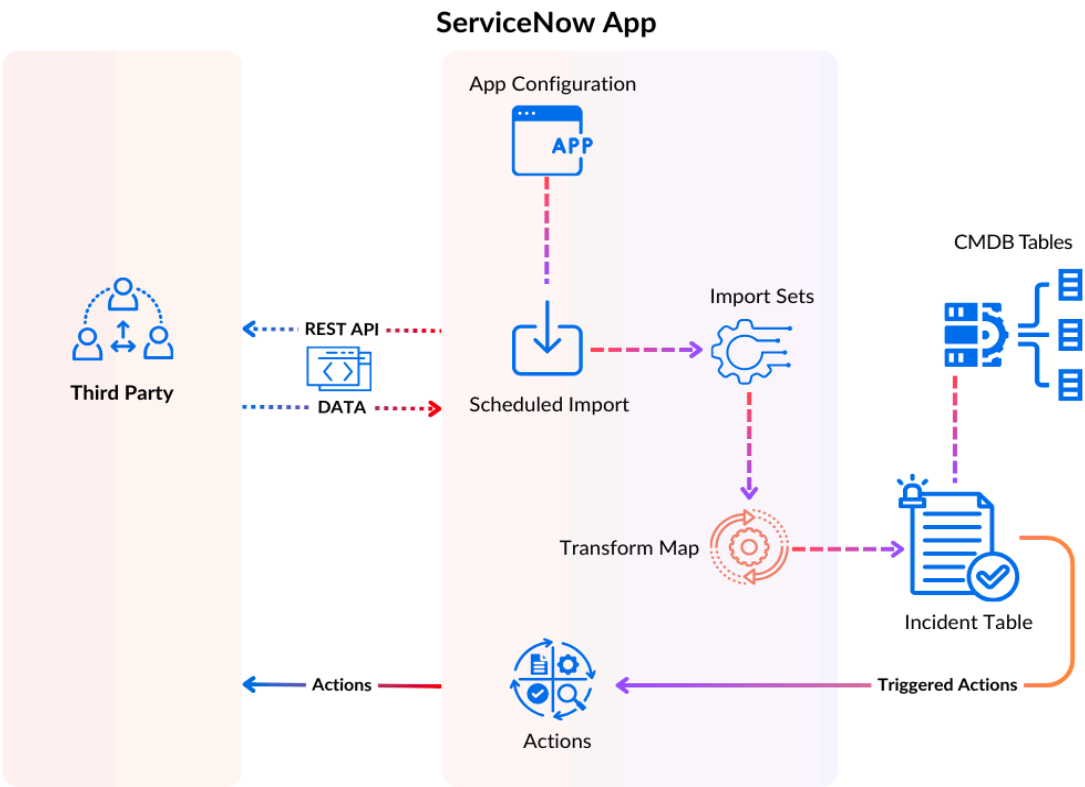 ServiceNow App
App Configuration
APP
CMDB Tables
Import Sets
REST API
Third Party
DATA
Scheduled Import
Transform Map
Incident Table
Actions
Triggered Actions
Actions